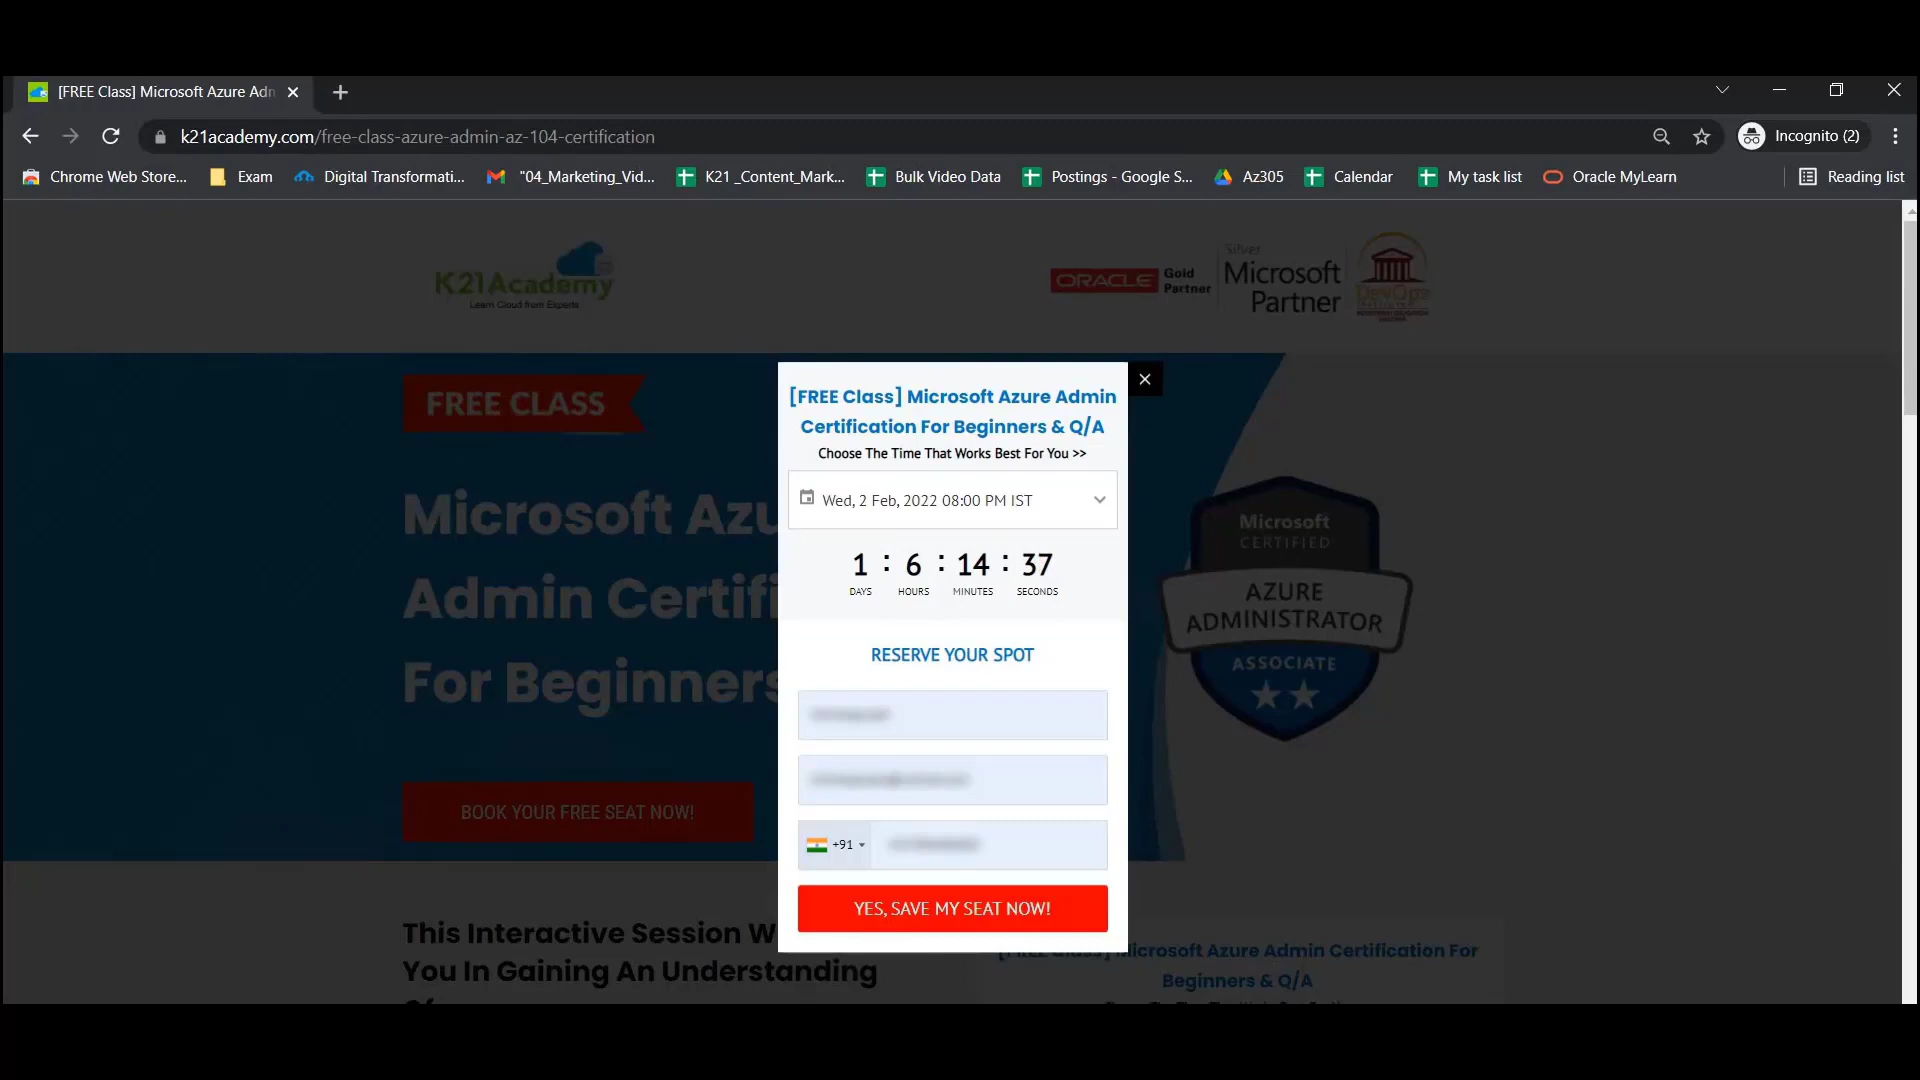 [FREE Class] Microsoft Azure Adn
k21academy.com/free-class-azure-admin-az-104-certification
Incognito (2)
Chrome Web Store...
Exam
Digital Transformati...
"04_Marketing_Vid...
K21 _Content_Mark...
Bulk Video Data
Postings - Google S...
Az305
Calendar
My task list
Oracle MyLearn
Reading list
K21Academy
Learn Cloud from Experts
ORACLE
Gold
Partner
Silver
Microsoft
Partner
DevOps
FREE CLASS
Microsoft Azu
Admin Certifi
For Beginners
BOOK YOUR FREE SEAT NOW!
[FREE Class] Microsoft Azure Admin
Certification For Beginners & Q/A
Choose The Time That Works Best For You >>
Wed, 2 Feb, 2022 08:00 PM IST
1 : 6 : 14 : 37
DAYS HOURS MINUTES SECONDS
RESERVE YOUR SPOT
+91
YES, SAVE MY SEAT NOW!
Microsoft
CERTIFIED
AZURE
ADMINISTRATOR
ASSOCIATE
This Interactive Session W
You In Gaining An Understanding
Microsoft Azure Admin Certification For
Beginners & Q/A